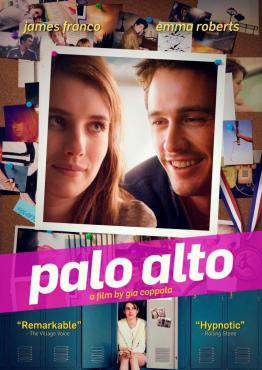 james franco emma roberts
palo alto
a film by gia coppola
"Remarkable" "Hypnotic"
- The Village Voice - Rolling Stone